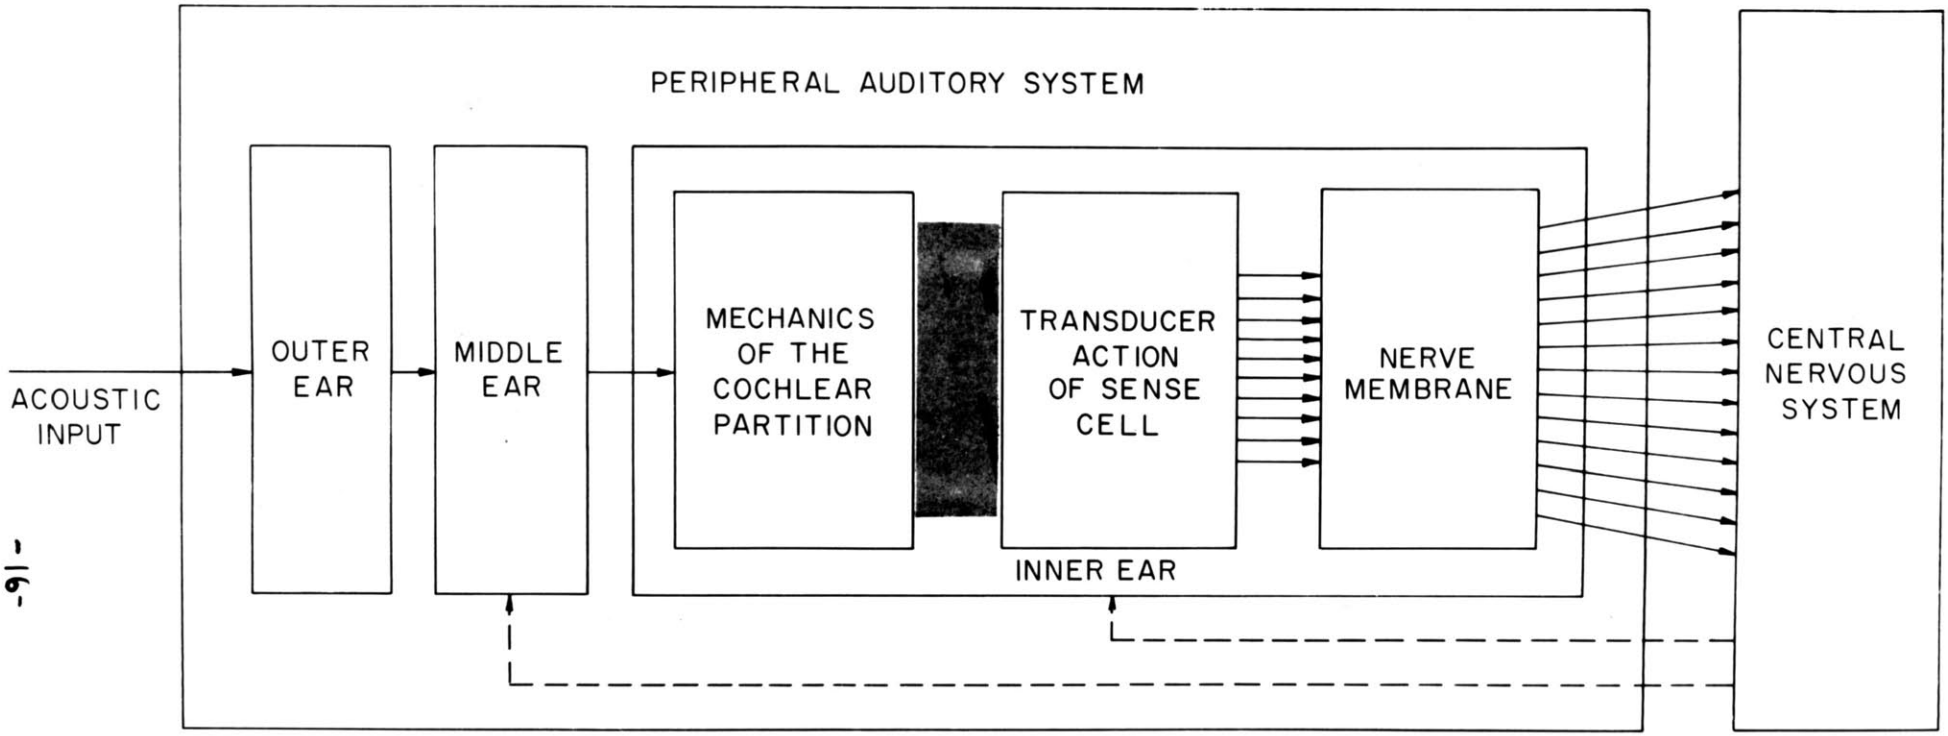 PERIPHERAL AUDITORY SYSTEM
ACOUSTIC
INPUT
OUTER
EAR
MIDDLE
EAR
MECHANICS
OF THE
COCHLEAR
PARTITION
TRANSDUCER
ACTION
OF SENSE
CELL
NERVE
MEMBRANE
INNER EAR
CENTRAL
NERVOUS
SYSTEM
-16-